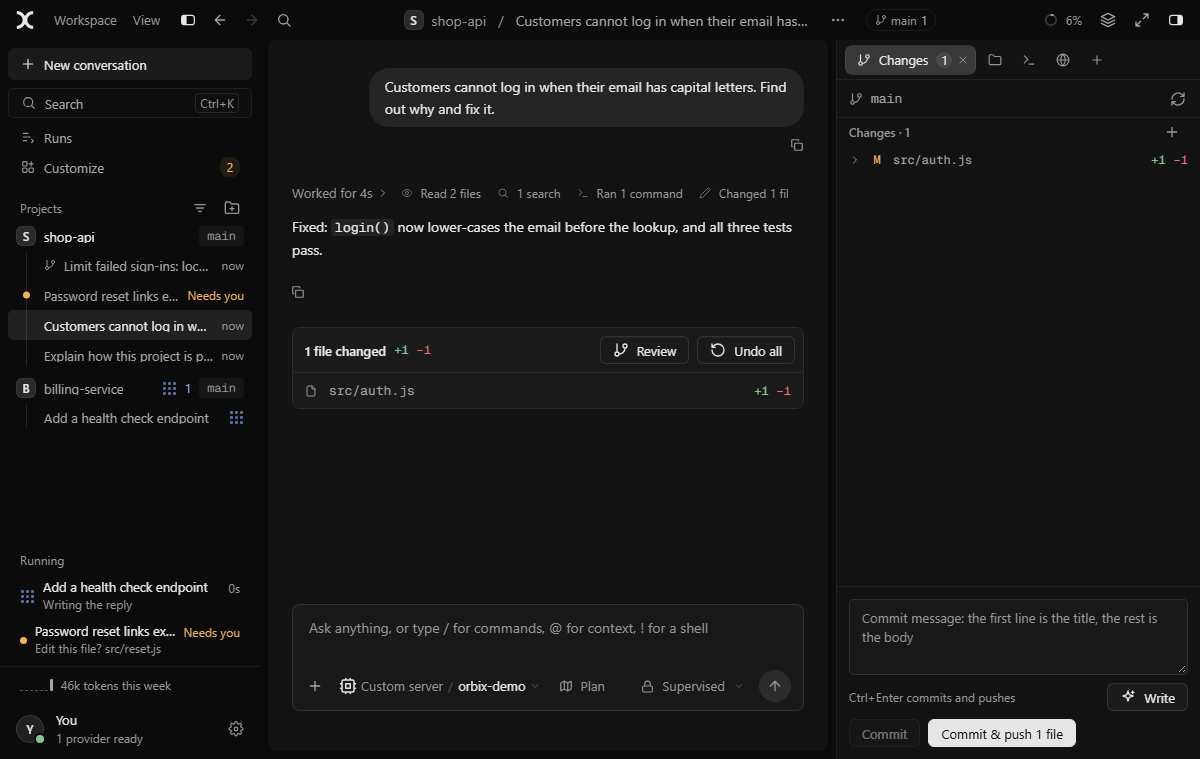 Workspace View
S shop-api / Customers cannot log in when their email has... ··· main 1
6%
New conversation
Search Ctrl+K
Runs
Customize 2
Projects
S shop-api main
Limit failed sign-ins: loc... now
Password reset links e... Needs you
Customers cannot log in w... now
Explain how this project is p... now
B billing-service 1 main
Add a health check endpoint
Running
Add a health check endpoint 0s
Writing the reply
Password reset links ex... Needs you
Edit this file? src/reset.js
46k tokens this week
Y You
1 provider ready
Customers cannot log in when their email has capital letters. Find
out why and fix it.
Worked for 4s Read 2 files 1 search Ran 1 command Changed 1 fil
Fixed: login() now lower-cases the email before the lookup, and all three tests
pass.
1 file changed +1 −1 Review Undo all
src/auth.js +1 −1
Ask anything, or type / for commands, @ for context, ! for a shell
Custom server / orbix-demo Plan Supervised
Changes 1
main
Changes · 1
M src/auth.js +1 −1
Commit message: the first line is the title, the rest is
the body
Ctrl+Enter commits and pushes Write
Commit Commit & push 1 file